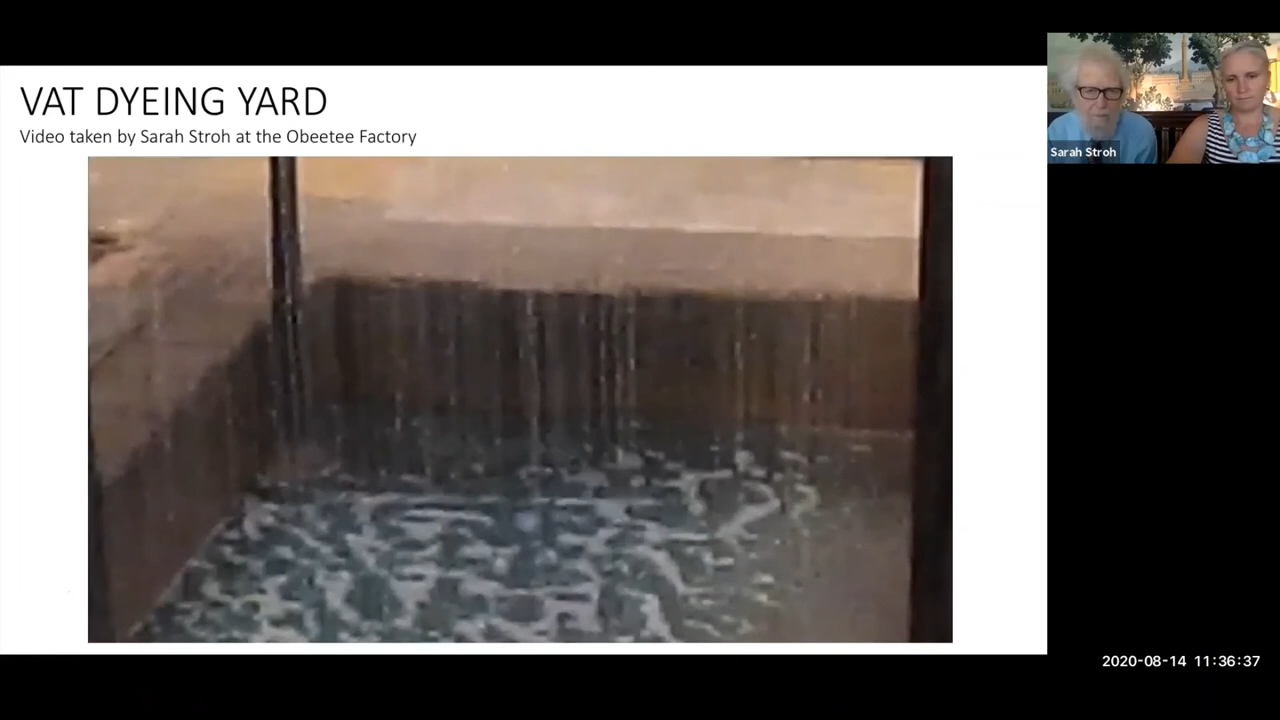 VAT DYEING YARD
Video taken by Sarah Stroh at the Obeetee Factory
Sarah Stroh
2020-08-14 11:36:37